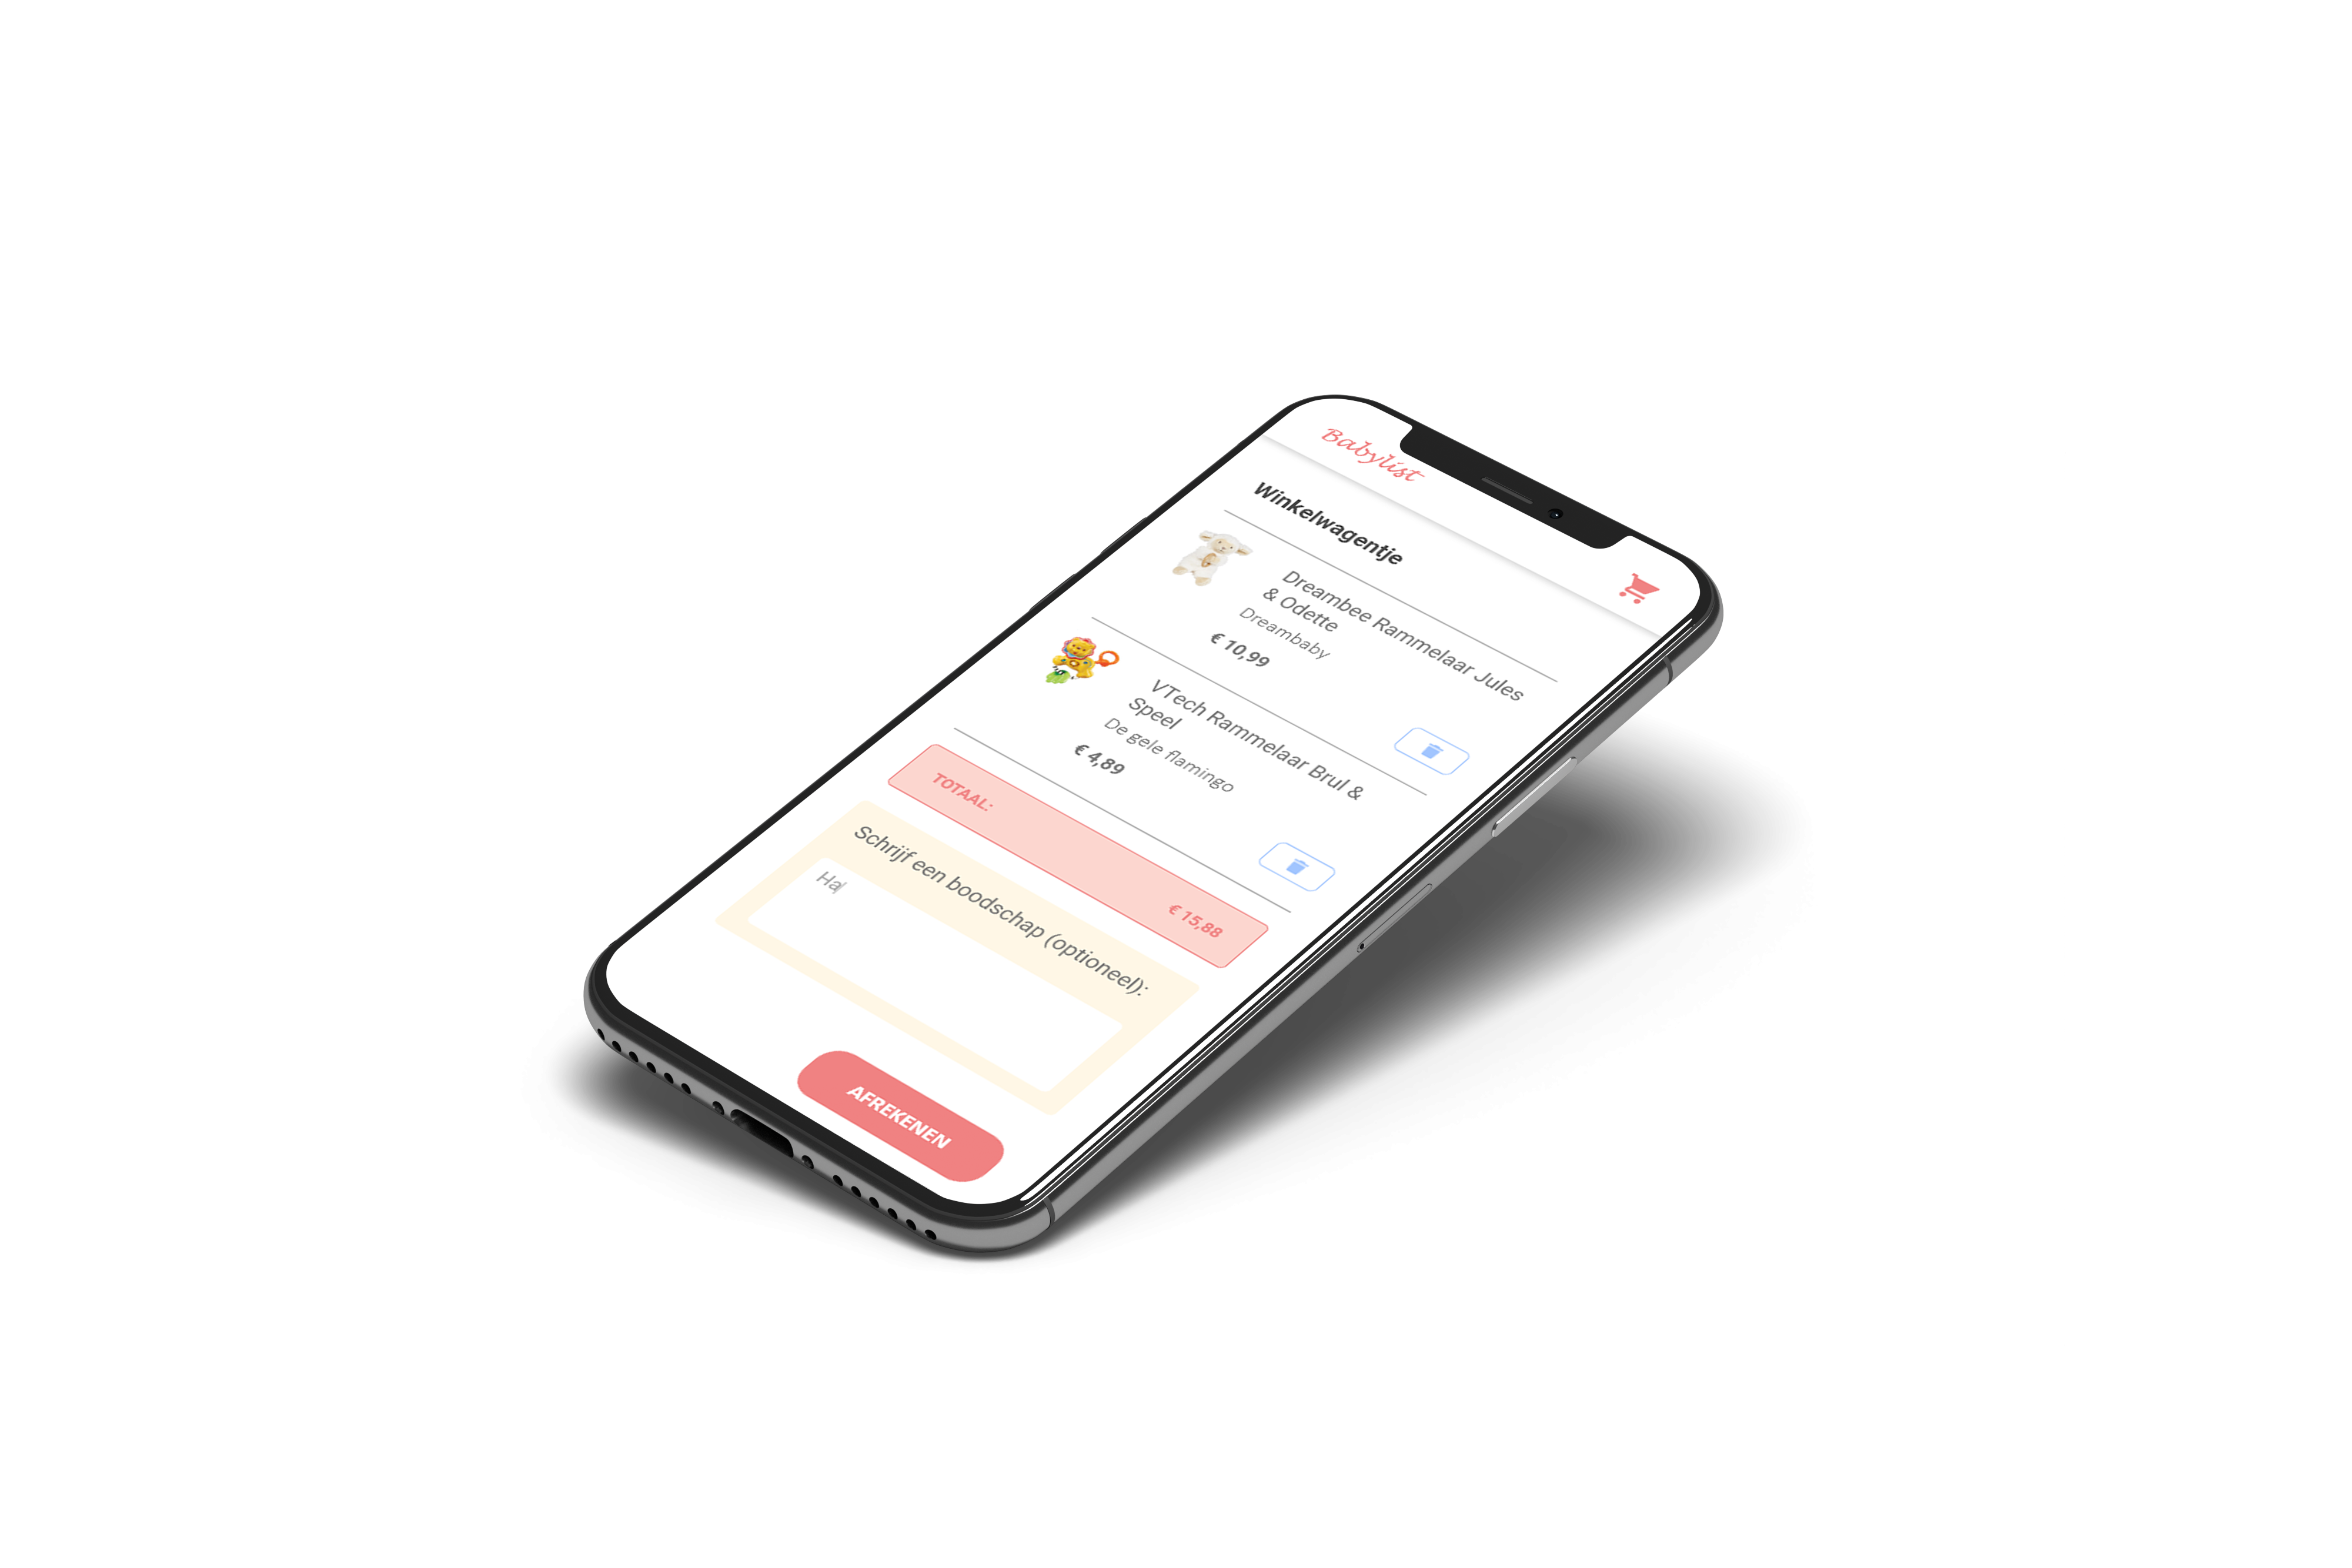 Babylist
Winkelwagentje
Dreambee Rammelaar Jules
& Odette
Dreambaby
€ 10,99
VTech Rammelaar Brul &
Speel
De gele flamingo
€ 4,89
TOTAAL:
€ 15,88
Schrijf een boodschap (optioneel):
Ha
AFREKENEN